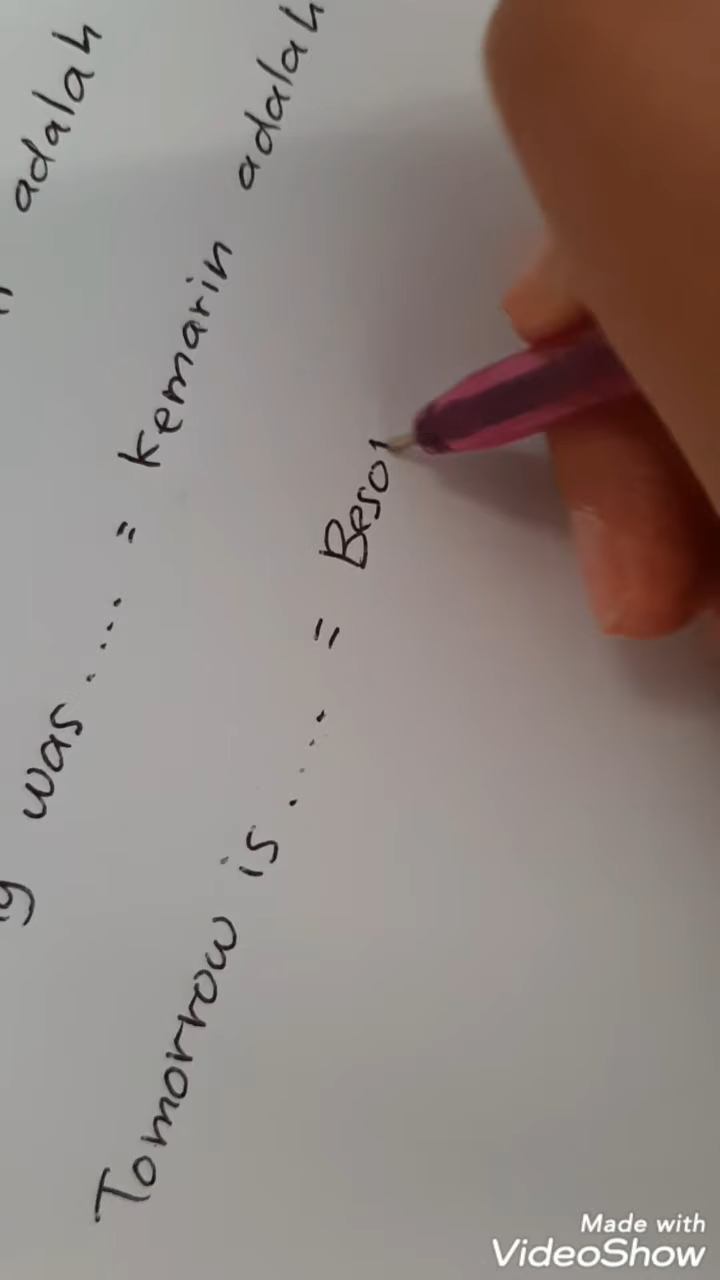 adalah
was..... = kemarin adalah
Tomorrow is..... = Beso
Made with
VideoShow